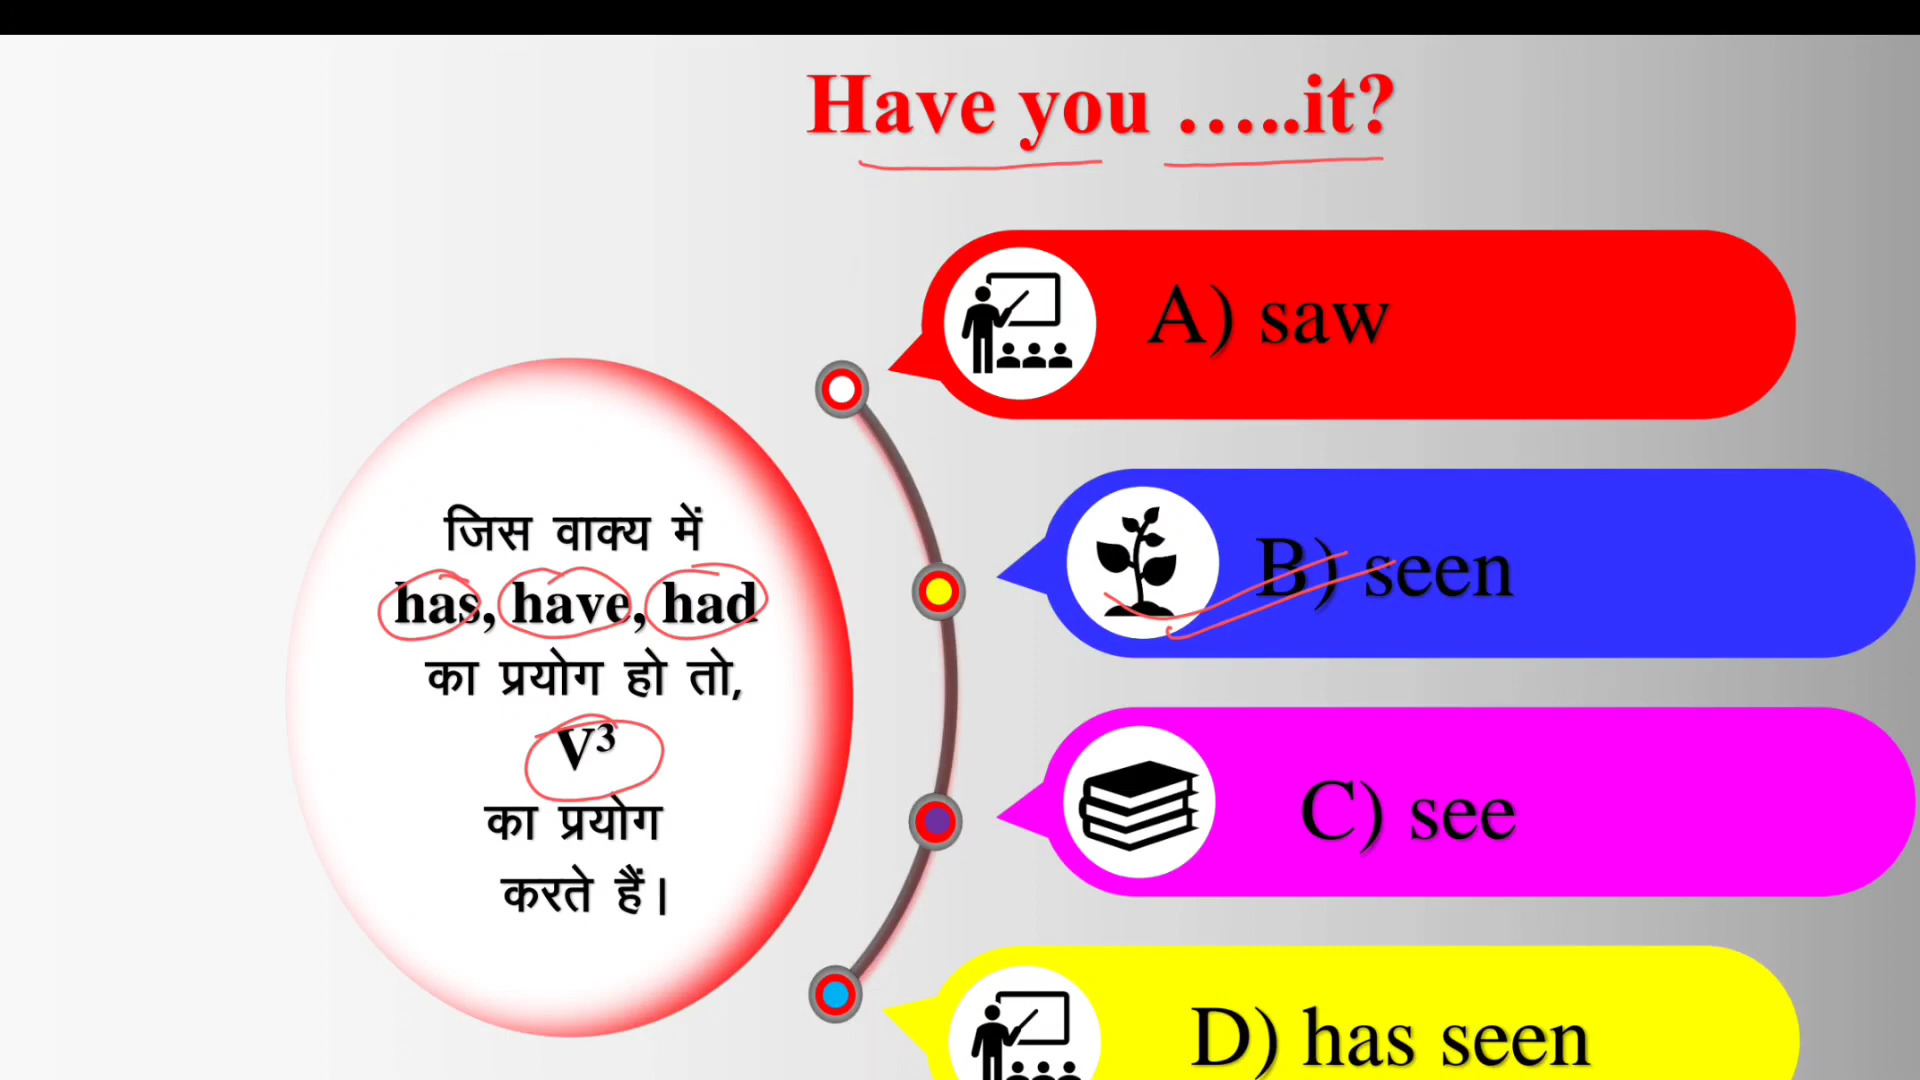 Have you …..it?
A) saw
जिस वाक्य में
has, have, had
का प्रयोग हो तो,
V³
का प्रयोग
करते हैं।
B) seen
C) see
D) has seen